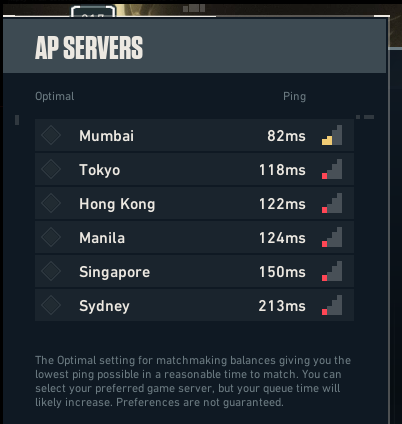 AP SERVERS
Optimal Ping
Mumbai 82ms
Tokyo 118ms
Hong Kong 122ms
Manila 124ms
Singapore 150ms
Sydney 213ms
The Optimal setting for matchmaking balances giving you the
lowest ping possible in a reasonable time to match. You can
select your preferred game server, but your queue time will
likely increase. Preferences are not guaranteed.